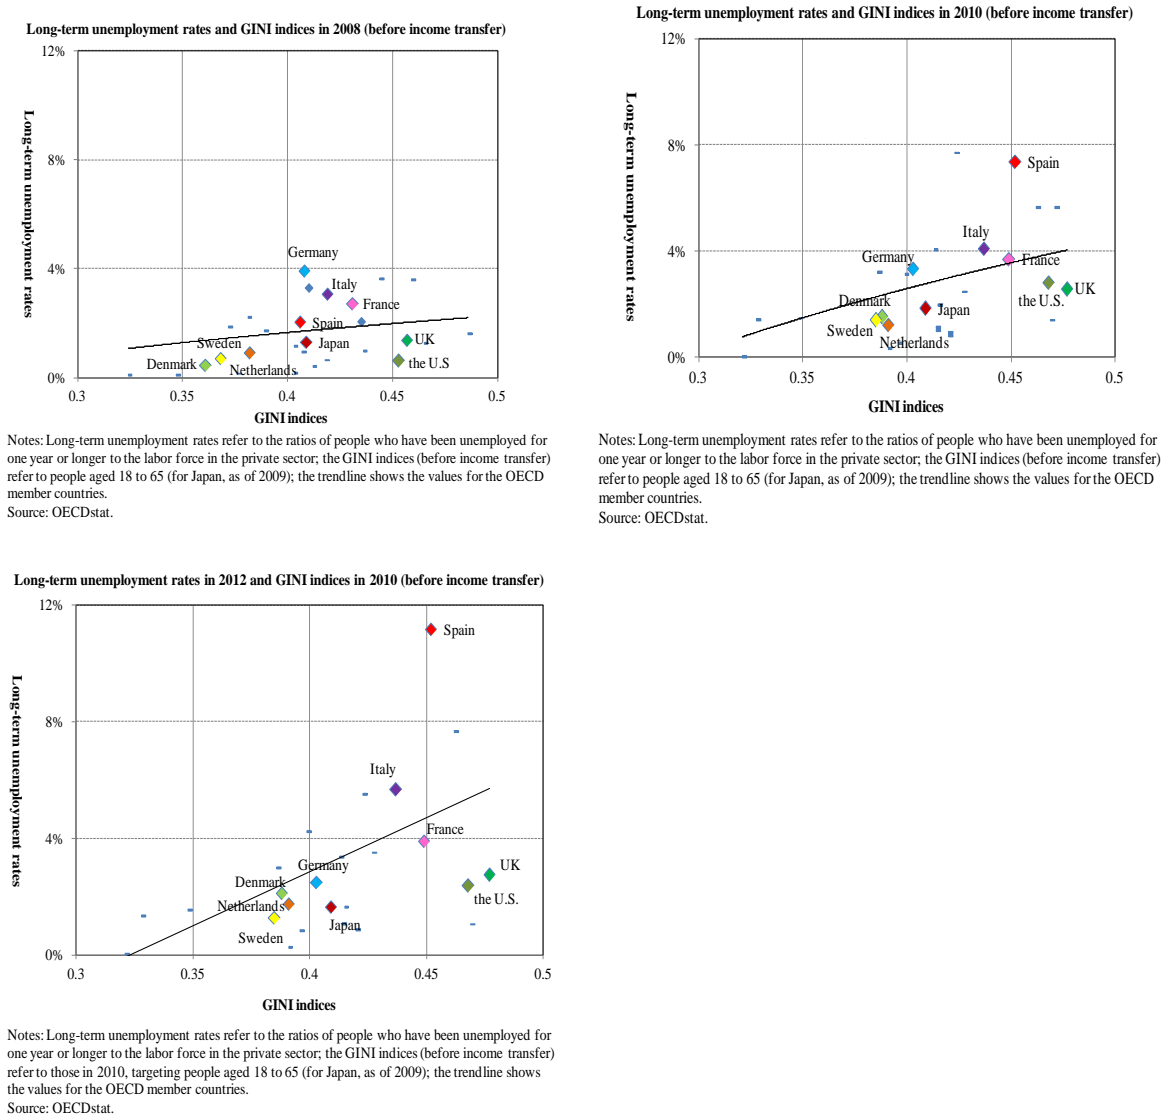 Long-term unemployment rates and GINI indices in 2008 (before income transfer)
12%
8%
4%
0%
Long-term unemployment rates
Germany
Italy
France
Spain
Japan
UK
the U.S
Sweden
Denmark
Netherlands
0.3
0.35
0.4
0.45
0.5
GINI indices
Notes: Long-term unemployment rates refer to the ratios of people who have been unemployed for
one year or longer to the labor force in the private sector; the GINI indices (before income transfer)
refer to people aged 18 to 65 (for Japan, as of 2009); the trendline shows the values for the OECD
member countries.
Source: OECDstat.
Long-term unemployment rates and GINI indices in 2010 (before income transfer)
12%
8%
4%
0%
Long-term unemployment rates
Spain
Italy
Germany
France
Denmark
the U.S.
UK
Japan
Sweden
Netherlands
0.3
0.35
0.4
0.45
0.5
GINI indices
Notes: Long-term unemployment rates refer to the ratios of people who have been unemployed for
one year or longer to the labor force in the private sector; the GINI indices (before income transfer)
refer to people aged 18 to 65 (for Japan, as of 2009); the trendline shows the values for the OECD
member countries.
Source: OECDstat.
Long-term unemployment rates in 2012 and GINI indices in 2010 (before income transfer)
12%
8%
4%
0%
Long-term unemployment rates
Spain
Italy
France
Germany
UK
Denmark
the U.S.
Netherlands
Japan
Sweden
0.3
0.35
0.4
0.45
0.5
GINI indices
Notes: Long-term unemployment rates refer to the ratios of people who have been unemployed for
one year or longer to the labor force in the private sector; the GINI indices (before income transfer)
refer to those in 2010, targeting people aged 18 to 65 (for Japan, as of 2009); the trendline shows
the values for the OECD member countries.
Source: OECDstat.